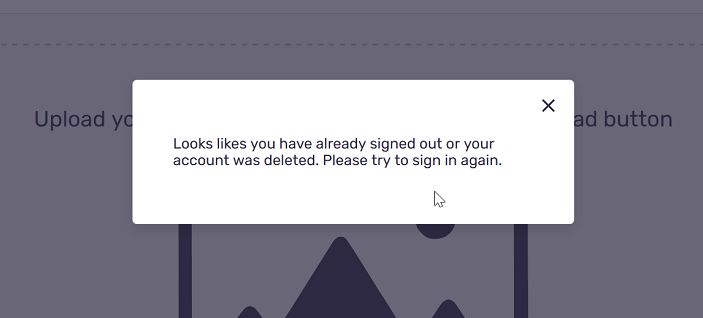 Upload yo ad button
Looks likes you have already signed out or your
account was deleted. Please try to sign in again.